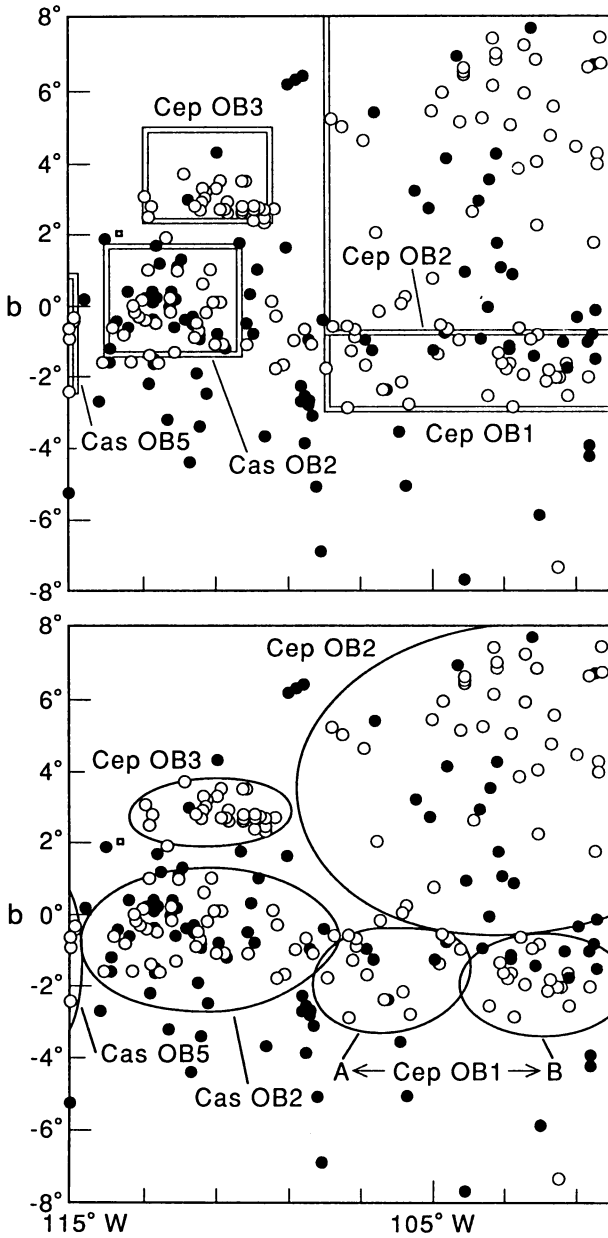 b
8°
6°
4°
2°
0°
-2°
-4°
-6°
-8°
Cep OB3
Cep OB2
Cas OB5
Cas OB2
Cep OB1
b
8°
6°
4°
2°
0°
-2°
-4°
-6°
-8°
Cep OB2
Cep OB3
Cas OB5
Cas OB2
A ← Cep OB1 → B
115° W
105° W